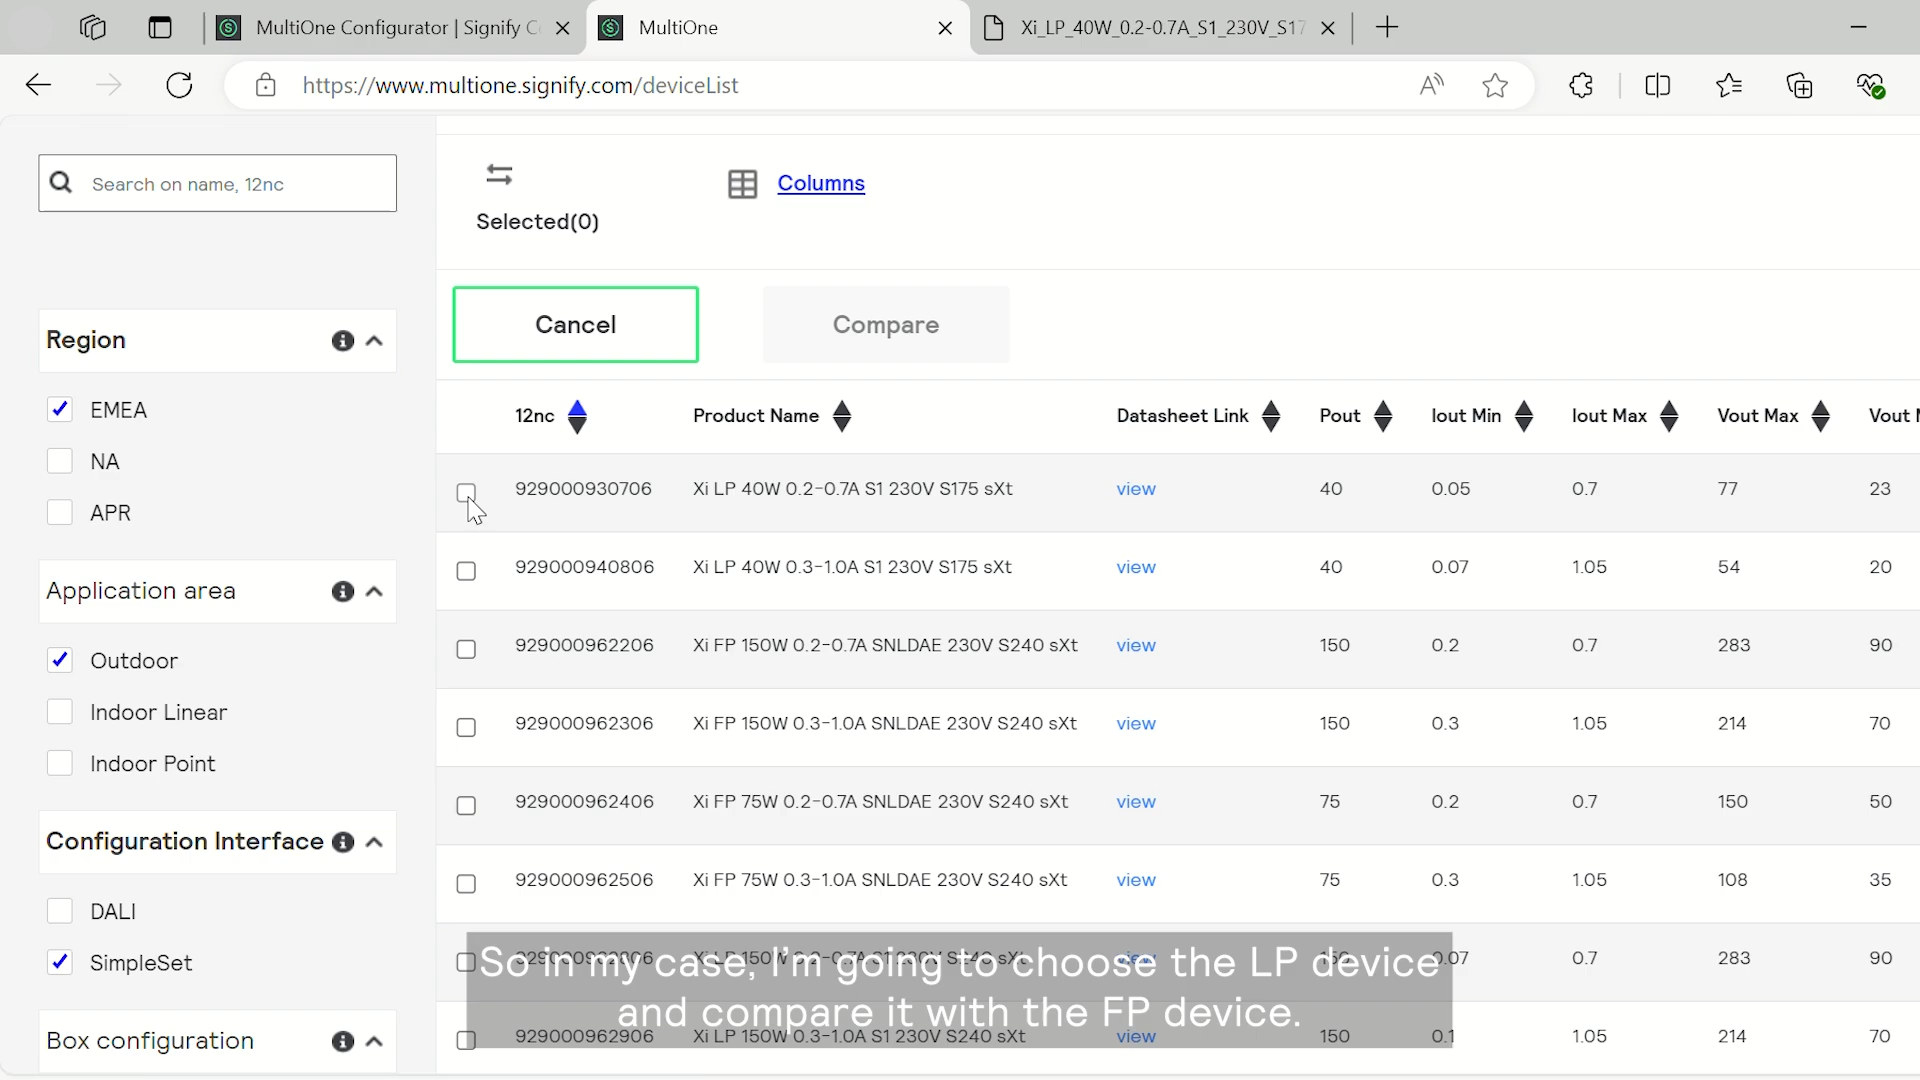 MultiOne Configurator | Signify Co
MultiOne
Xi_LP_40W_0.2-0.7A_S1_230V_S17
https://www.multione.signify.com/deviceList
Search on name, 12nc
Selected(0)
Columns
Cancel
Compare
Region
EMEA
NA
APR
Application area
Outdoor
Indoor Linear
Indoor Point
Configuration Interface
DALI
SimpleSet
Box configuration
12nc Product Name Datasheet Link Pout Iout Min Iout Max Vout Max Vout
929000930706 Xi LP 40W 0.2-0.7A S1 230V S175 sXt view 40 0.05 0.7 77 23
929000940806 Xi LP 40W 0.3-1.0A S1 230V S175 sXt view 40 0.07 1.05 54 20
929000962206 Xi FP 150W 0.2-0.7A SNLDAE 230V S240 sXt view 150 0.2 0.7 283 90
929000962306 Xi FP 150W 0.3-1.0A SNLDAE 230V S240 sXt view 150 0.3 1.05 214 70
929000962406 Xi FP 75W 0.2-0.7A SNLDAE 230V S240 sXt view 75 0.2 0.7 150 50
929000962506 Xi FP 75W 0.3-1.0A SNLDAE 230V S240 sXt view 75 0.3 1.05 108 35
0.7 283 90
929000962906 Xi LP 150W 0.3-1.0A S1 230V S240 sXt view 150 0.1 1.05 214 70
So in my case, I'm going to choose the LP device
and compare it with the FP device.